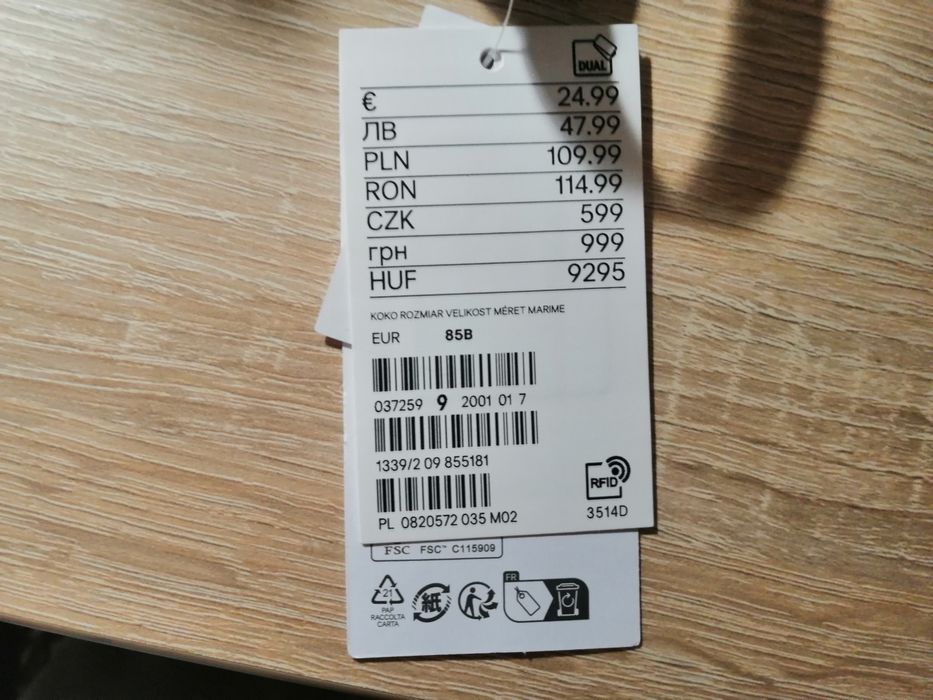 DUAL
€ 24.99
ЛВ 47.99
PLN 109.99
RON 114.99
CZK 599
грн 999
HUF 9295
KOKO ROZMIAR VELIKOST MÉRET MARIME
EUR 85B
037259 9 2001 01 7
1339/2 09 855181
RFID
PL 0820572 035 M02
3514D
FSC FSC™ C115909
21
PAP
RACCOLTA
CARTA
紙
FR